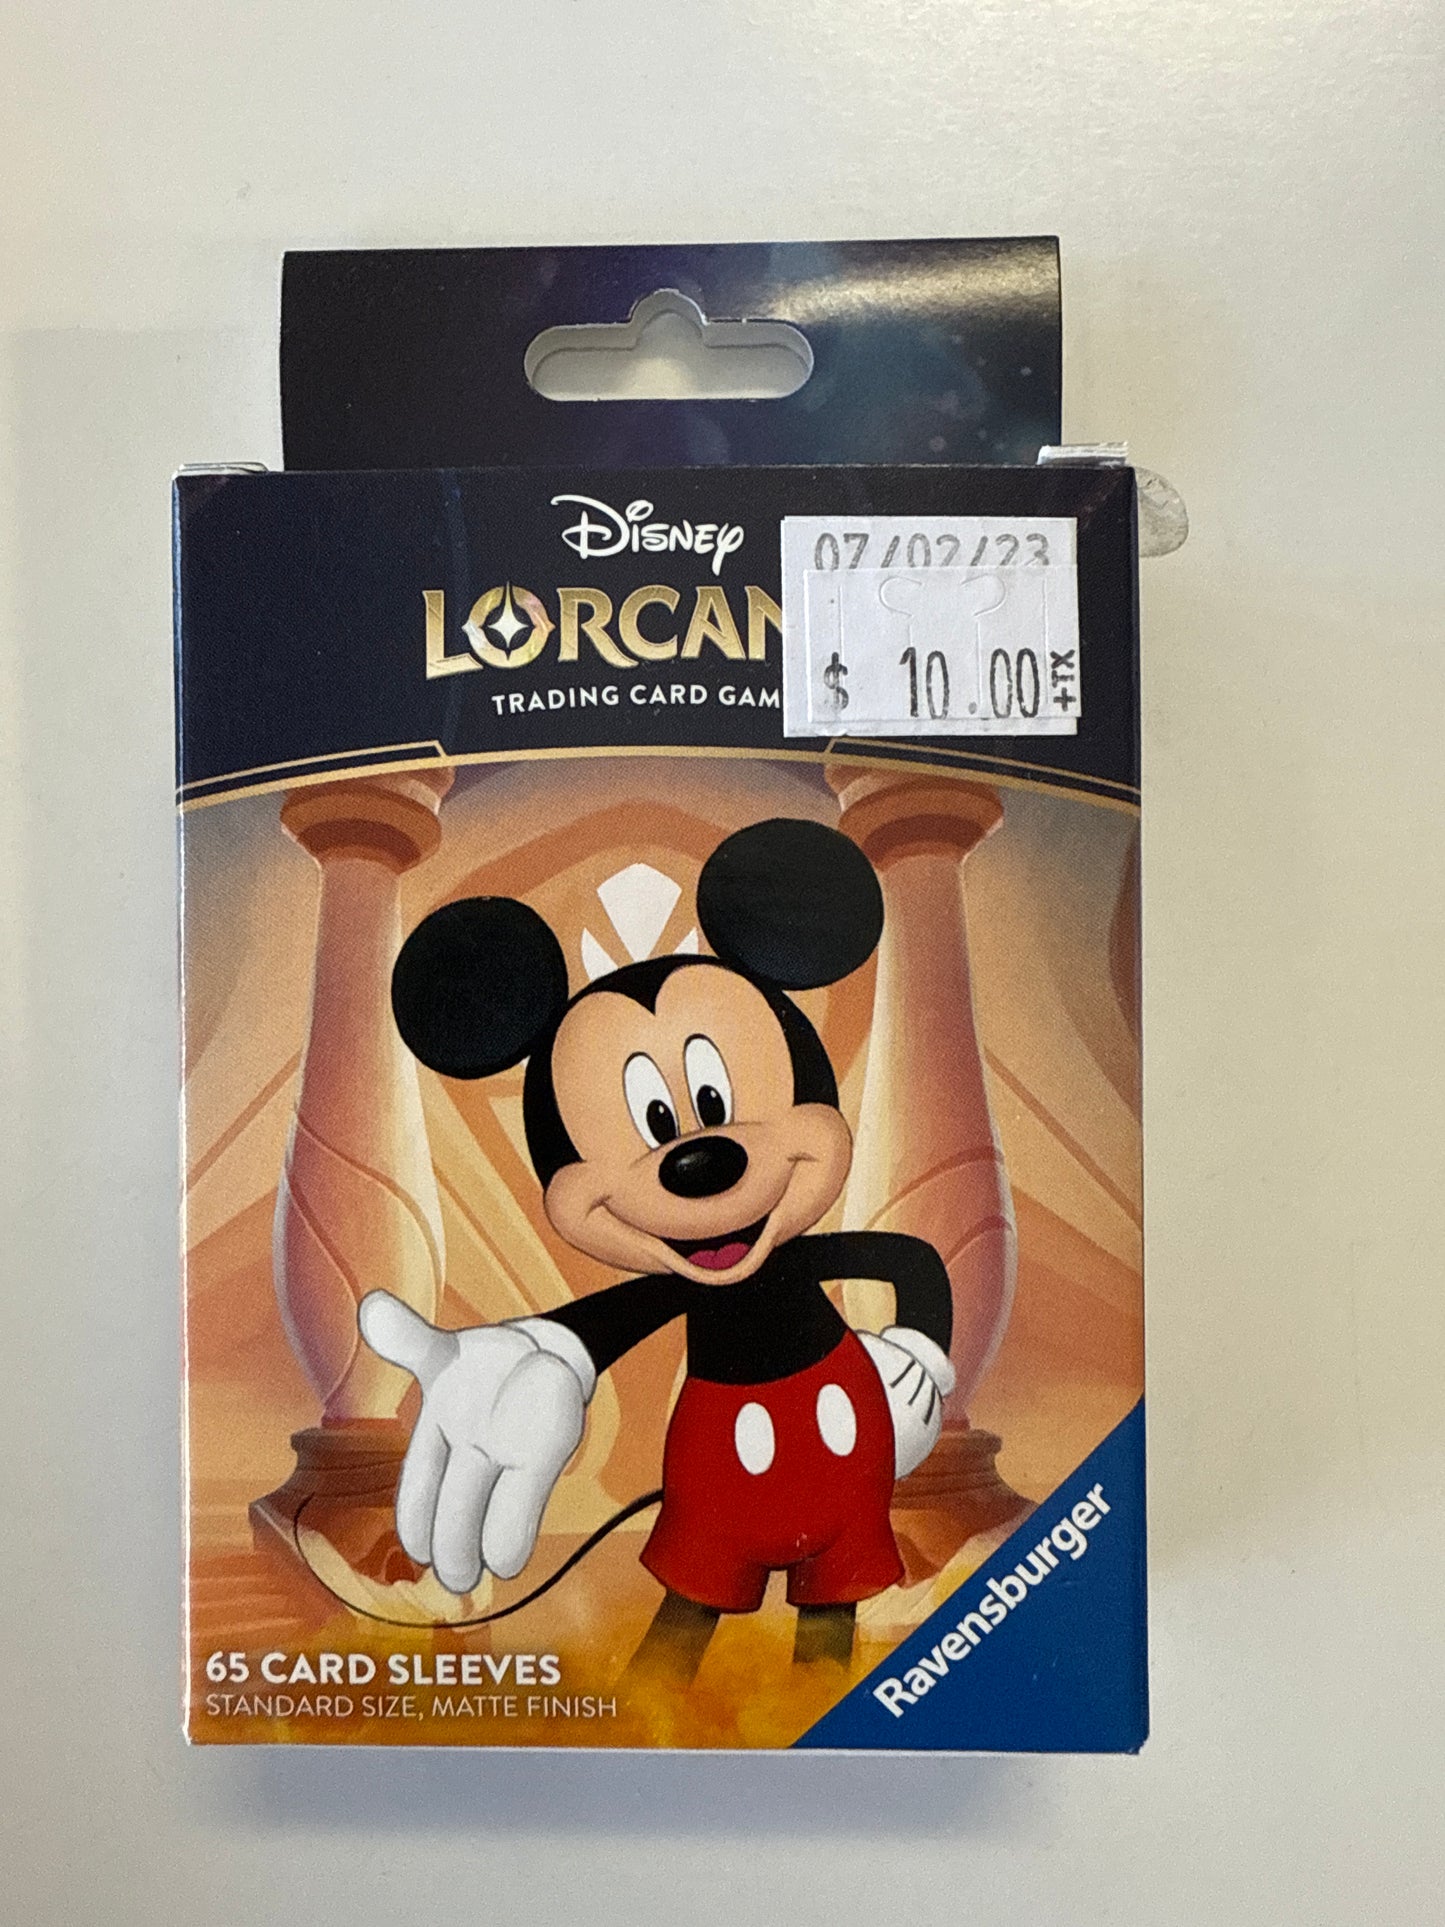 Disney
07/02/23
LORCAN
$ 10.00 +TX
TRADING CARD GAM
Ravensburger
65 CARD SLEEVES
STANDARD SIZE, MATTE FINISH